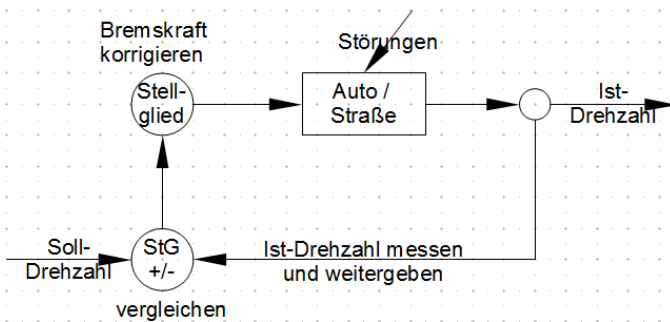 Bremskraft
korrigieren
Störungen
Stell-
glied
Auto /
Straße
Ist-
Drehzahl
Soll-
Drehzahl
StG
+/-
Ist-Drehzahl messen
und weitergeben
vergleichen